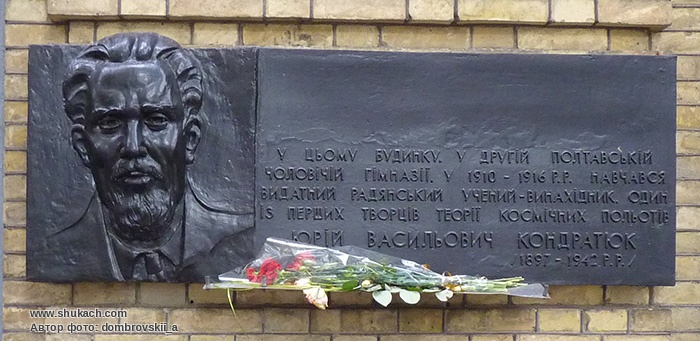 У ЦЬОМУ БУДИНКУ, У ДРУГІЙ ПОЛТАВСЬКІЙ
ЧОЛОВІЧІЙ ГІМНАЗІЇ, У 1910 - 1916 Р.Р. НАВЧАВСЯ
ВИДАТНИЙ РАДЯНСЬКИЙ УЧЕНИЙ-ВИНАХІДНИК, ОДИН
ІЗ ПЕРШИХ ТВОРЦІВ ТЕОРІЇ КОСМІЧНИХ ПОЛЬОТІВ
ЮРІЙ ВАСИЛЬОВИЧ КОНДРАТЮК
/1897 - 1942 Р.Р./
www.shukach.com
Автор фото: dombrovskij_a